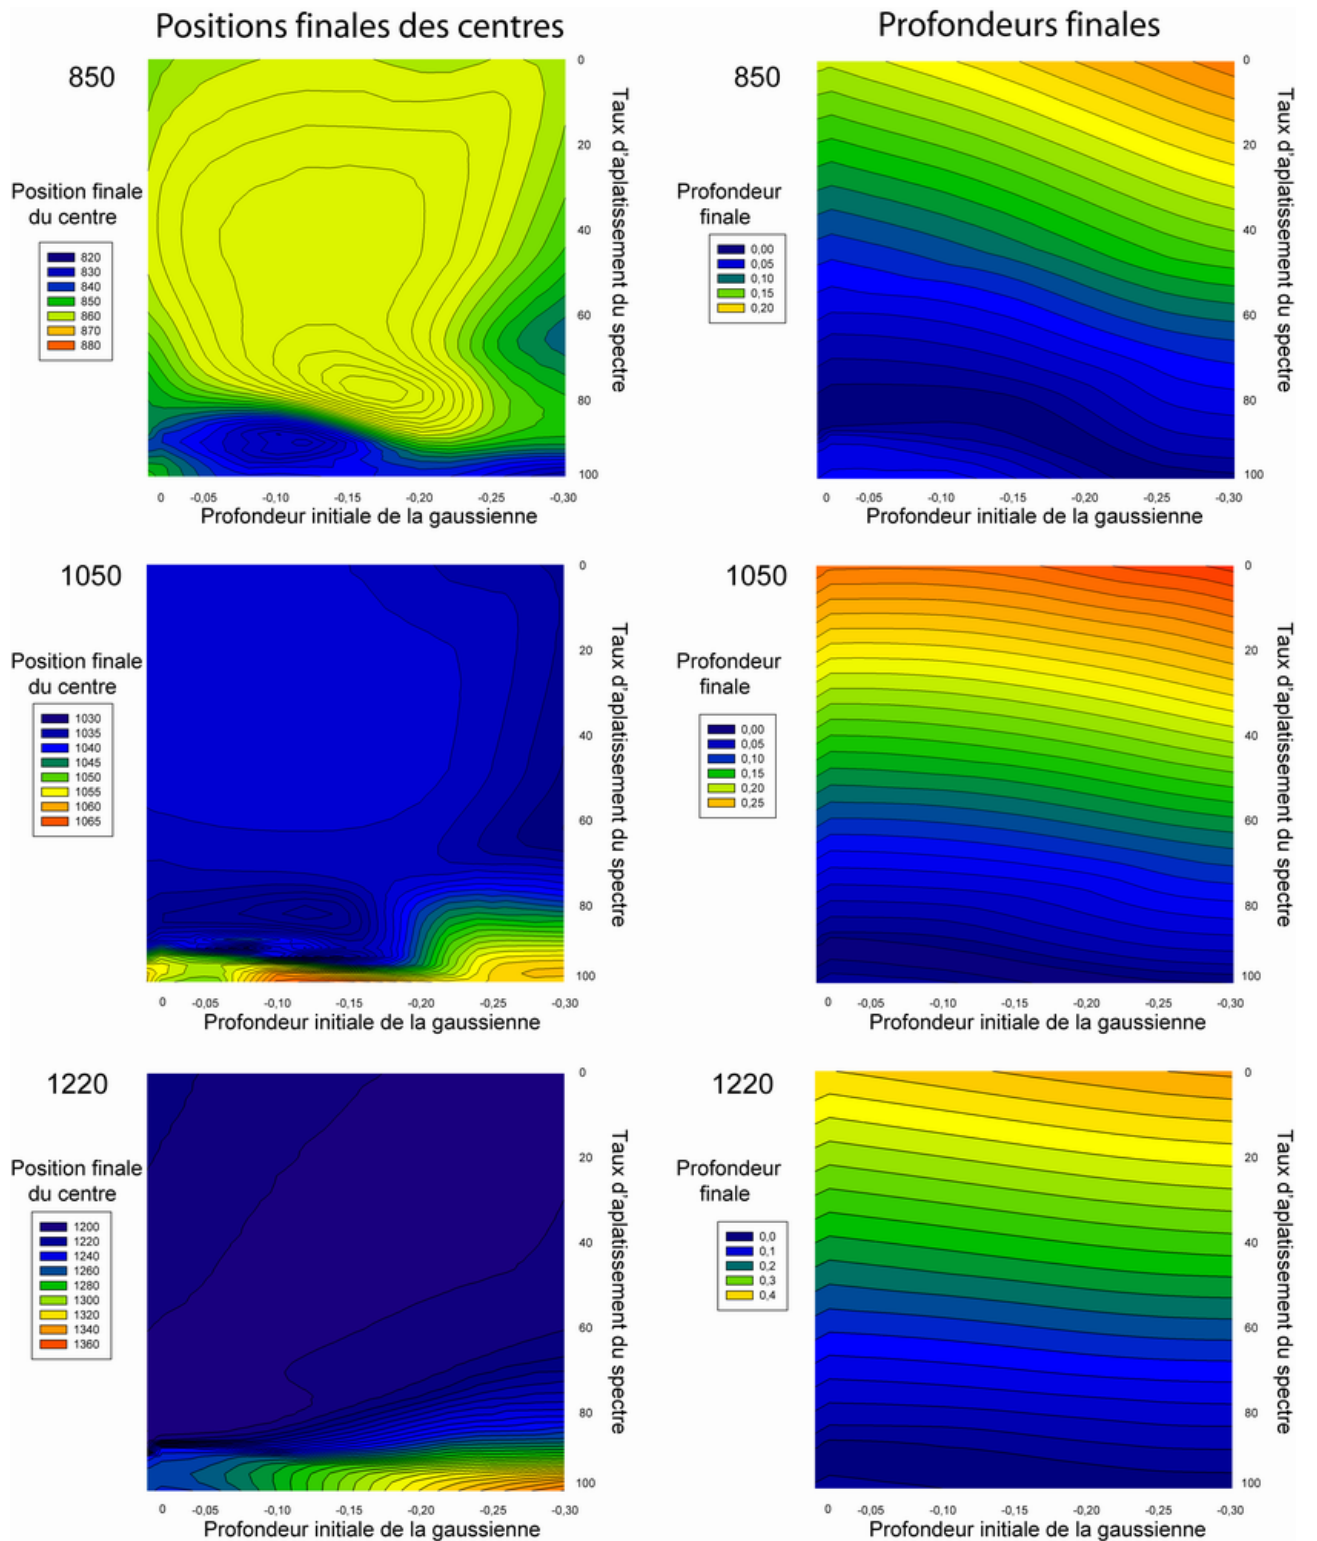 Positions finales des centres
Profondeurs finales
850
Position finale
du centre
820
830
840
850
860
870
880
0
20
40
60
80
100
Taux d'aplatissement du spectre
0 -0,05 -0,10 -0,15 -0,20 -0,25 -0,30
Profondeur initiale de la gaussienne
850
Profondeur
finale
0,00
0,05
0,10
0,15
0,20
0
20
40
60
80
100
Taux d'aplatissement du spectre
0 -0,05 -0,10 -0,15 -0,20 -0,25 -0,30
Profondeur initiale de la gaussienne
1050
Position finale
du centre
1030
1035
1040
1045
1050
1055
1060
1065
0
20
40
60
80
100
Taux d'aplatissement du spectre
0 -0,05 -0,10 -0,15 -0,20 -0,25 -0,30
Profondeur initiale de la gaussienne
1050
Profondeur
finale
0,00
0,05
0,10
0,15
0,20
0,25
0
20
40
60
80
100
Taux d'aplatissement du spectre
0 -0,05 -0,10 -0,15 -0,20 -0,25 -0,30
Profondeur initiale de la gaussienne
1220
Position finale
du centre
1200
1220
1240
1260
1280
1300
1320
1340
1360
0
20
40
60
80
100
Taux d'aplatissement du spectre
0 -0,05 -0,10 -0,15 -0,20 -0,25 -0,30
Profondeur initiale de la gaussienne
1220
Profondeur
finale
0,0
0,1
0,2
0,3
0,4
0
20
40
60
80
100
Taux d'aplatissement du spectre
0 -0,05 -0,10 -0,15 -0,20 -0,25 -0,30
Profondeur initiale de la gaussienne